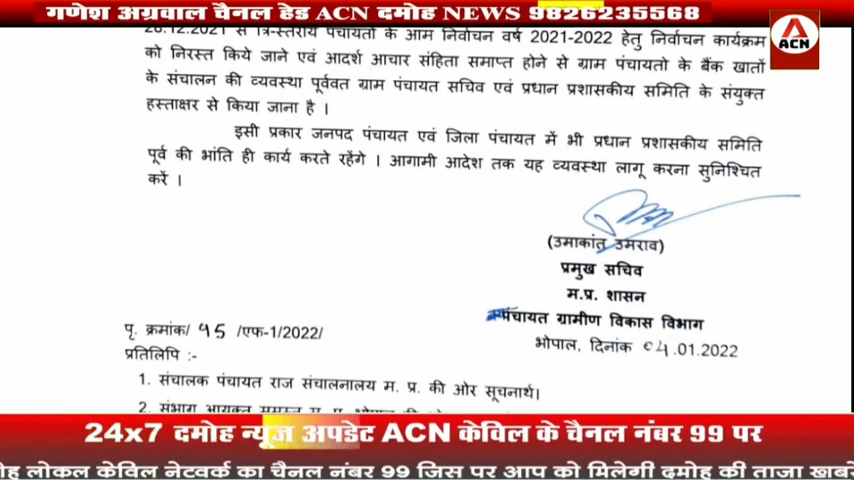 गणेश अग्रवाल चैनल हेड ACN दमोह NEWS 9826235568
A
ACN
28.12.2021 से त्रि-स्तरीय पंचायतों के आम निर्वाचन वर्ष 2021-2022 हेतु निर्वाचन कार्यक्रम
को निरस्त किये जाने एवं आदर्श आचार संहिता समाप्त होने से ग्राम पंचायतो के बैंक खातों
के संचालन की व्यवस्था पूर्ववत ग्राम पंचायत सचिव एवं प्रधान प्रशासकीय समिति के संयुक्त
हस्ताक्षर से किया जाना है ।
इसी प्रकार जनपद पंचायत एवं जिला पंचायत में भी प्रधान प्रशासकीय समिति
पूर्व की भांति ही कार्य करते रहेंगे । आगामी आदेश तक यह व्यवस्था लागू करना सुनिश्चित
करें ।
(उमाकांत उमराव)
प्रमुख सचिव
म.प्र. शासन
पंचायत ग्रामीण विकास विभाग
भोपाल, दिनांक 04.01.2022
पृ. क्रमांक/ 95 /एफ-1/2022/
प्रतिलिपि :-
1. संचालक पंचायत राज संचालनालय म. प्र. की ओर सूचनार्थ।
2. संभाग आयुक्त समस्त म. प्र.
24x7 दमोह न्यूज अपडेट ACN केविल के चैनल नंबर 99 पर
मोह लोकल केविल नेटवर्क का चैनल नंबर 99 जिस पर आप को मिलेगी दमोह की ताजा खबरे